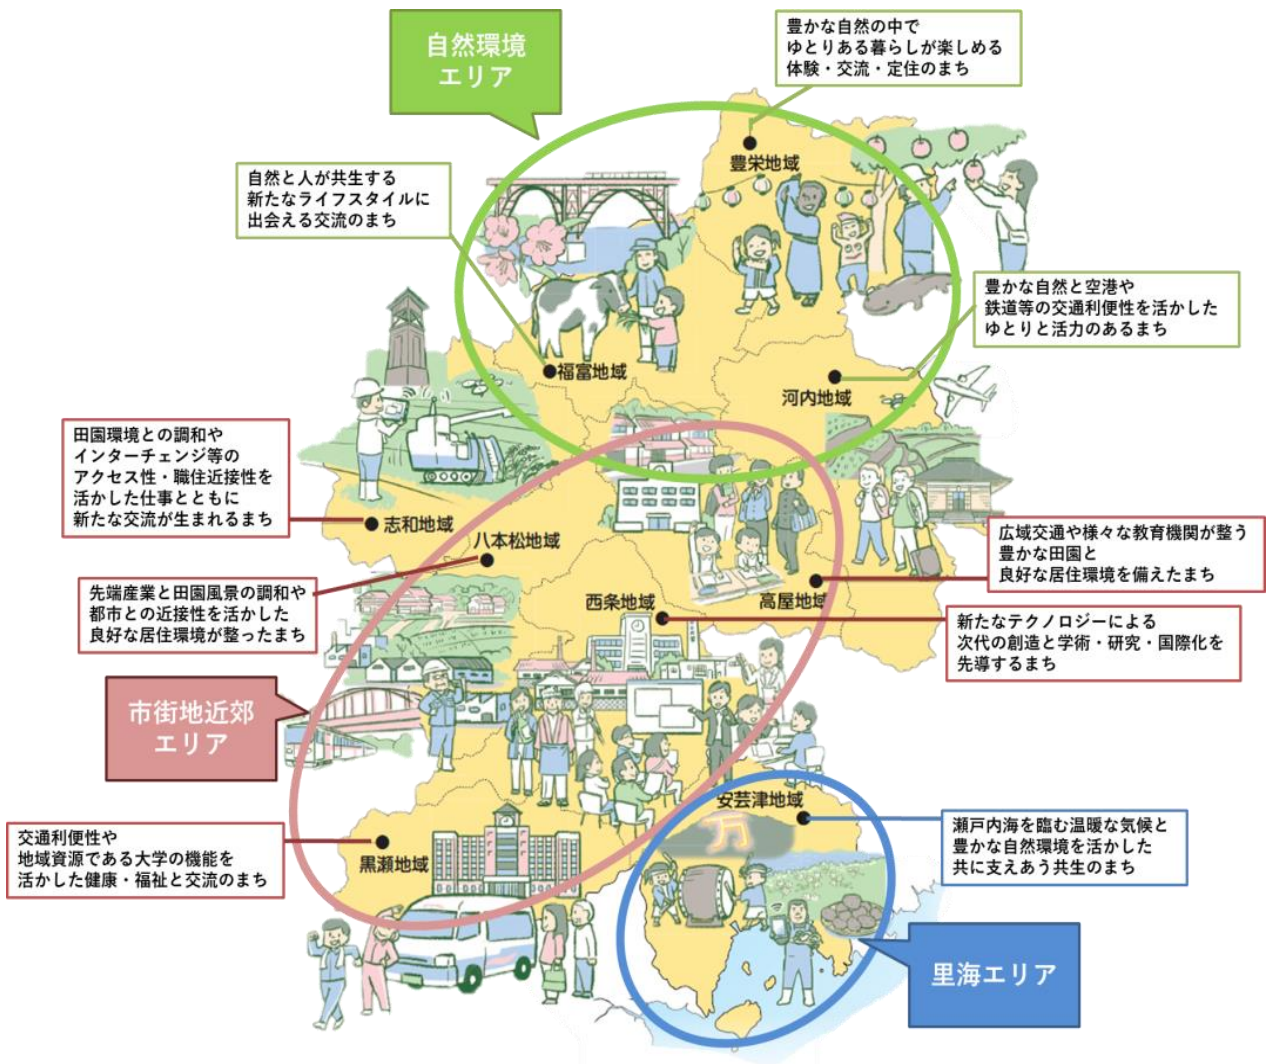 自然環境
エリア
豊かな自然の中で
ゆとりある暮らしが楽しめる
体験・交流・定住のまち
豊栄地域
自然と人が共生する
新たなライフスタイルに
出会える交流のまち
福富地域
豊かな自然と空港や
鉄道等の交通利便性を活かした
ゆとりと活力のあるまち
河内地域
田園環境との調和や
インターチェンジ等の
アクセス性・職住近接性を
活かした仕事とともに
新たな交流が生まれるまち
志和地域
八本松地域
先端産業と田園風景の調和や
都市との近接性を活かした
良好な居住環境が整ったまち
広域交通や様々な教育機関が整う
豊かな田園と
良好な居住環境を備えたまち
高屋地域
西条地域
新たなテクノロジーによる
次代の創造と学術・研究・国際化を
先導するまち
市街地近郊
エリア
交通利便性や
地域資源である大学の機能を
活かした健康・福祉と交流のまち
黒瀬地域
安芸津地域
万
瀬戸内海を臨む温暖な気候と
豊かな自然環境を活かした
共に支えあう共生のまち
里海エリア